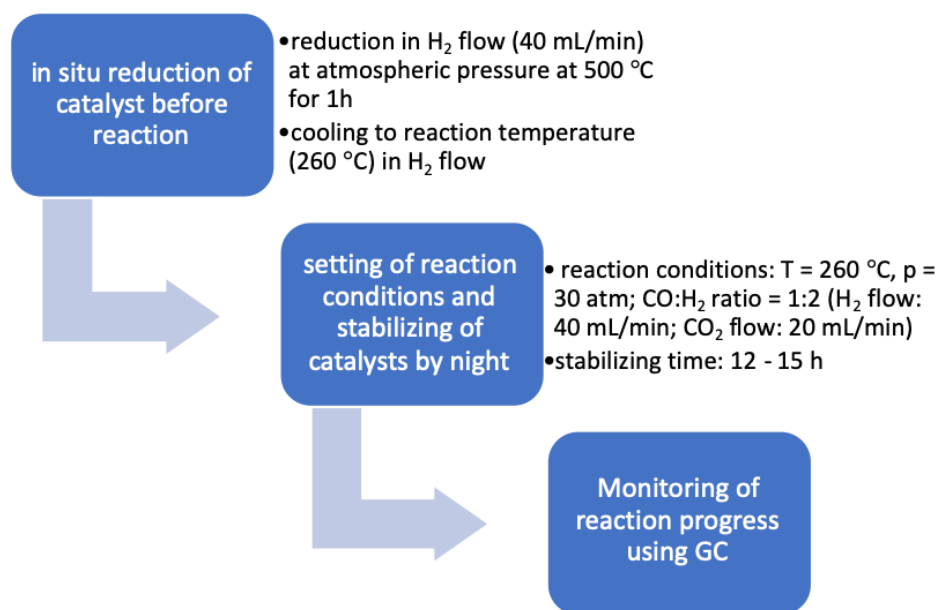 in situ reduction of
catalyst before
reaction
•reduction in H₂ flow (40 mL/min)
at atmospheric pressure at 500 °C
for 1h
•cooling to reaction temperature
(260 °C) in H₂ flow
setting of reaction
conditions and
stabilizing of
catalysts by night
• reaction conditions: T = 260 °C, p =
30 atm; CO:H₂ ratio = 1:2 (H₂ flow:
40 mL/min; CO₂ flow: 20 mL/min)
•stabilizing time: 12 - 15 h
Monitoring of
reaction progress
using GC